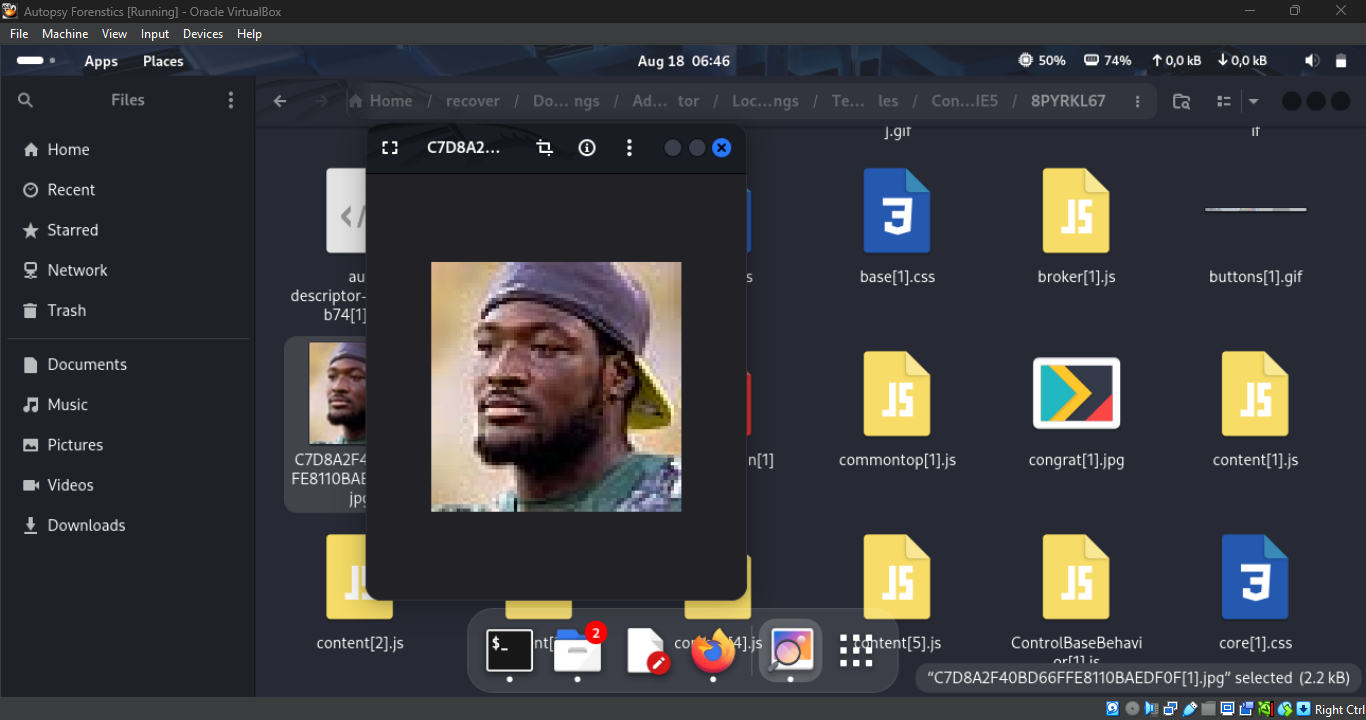 Autopsy Forenstics [Running] - Oracle VirtualBox
File Machine View Input Devices Help
Apps Places Aug 18 06:46 50% 74% 0,0 kB 0,0 kB
Files Home / recover / Do... ngs / Ad... tor / Loc...ngs / Te... les / Con...IE5 / 8PYRKL67
Home
Recent
Starred
Network
Trash
Documents
Music
Pictures
Videos
Downloads
C7D8A2...
j.gif
if
au
descriptor-
b74[1]
s
base[1].css
broker[1].js
buttons[1].gif
C7D8A2F4
FE8110BAE
jpg
n[1]
commontop[1].js
congrat[1].jpg
content[1].js
content[2].js
nt[
con
[4].js
content[5].js
ControlBaseBehavi
or[1].js
core[1].css
2
"C7D8A2F40BD66FFE8110BAEDF0F[1].jpg" selected (2.2 kB)
Right Ctrl